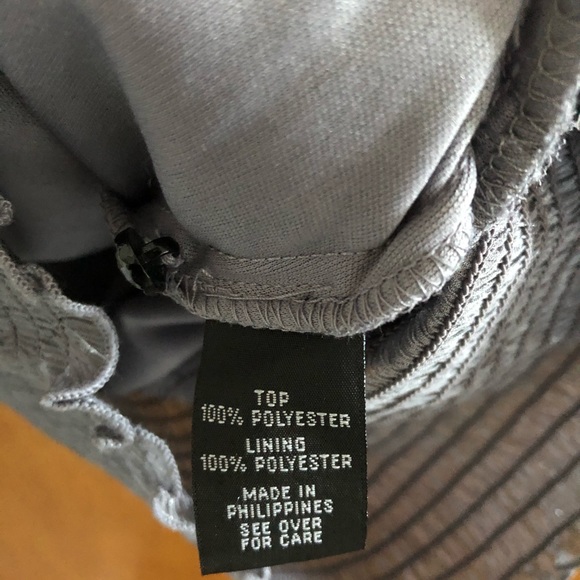 TOP
100% POLYESTER
LINING
100% POLYESTER
MADE IN
PHILIPPINES
SEE OVER
FOR CARE